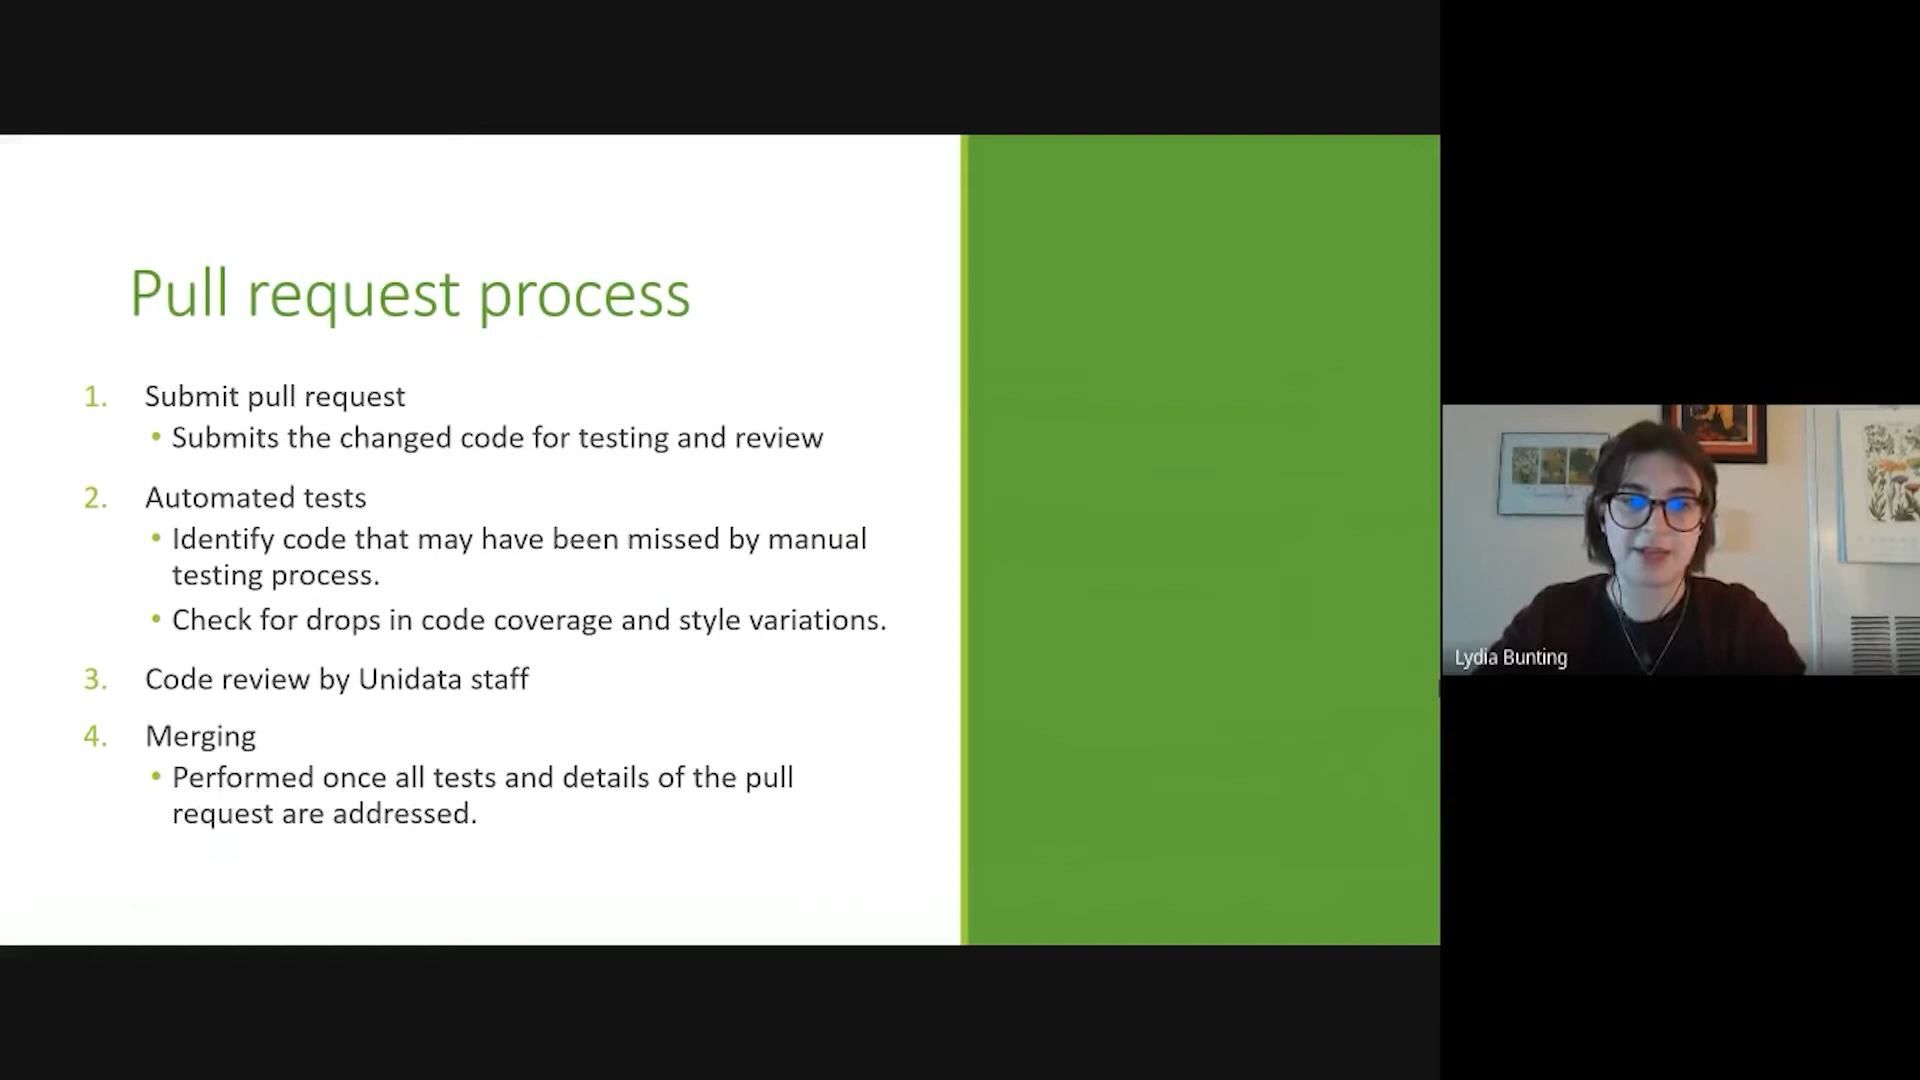 Pull request process
1. Submit pull request
• Submits the changed code for testing and review
2. Automated tests
• Identify code that may have been missed by manual
testing process.
• Check for drops in code coverage and style variations.
3. Code review by Unidata staff
4. Merging
• Performed once all tests and details of the pull
request are addressed.
Lydia Bunting